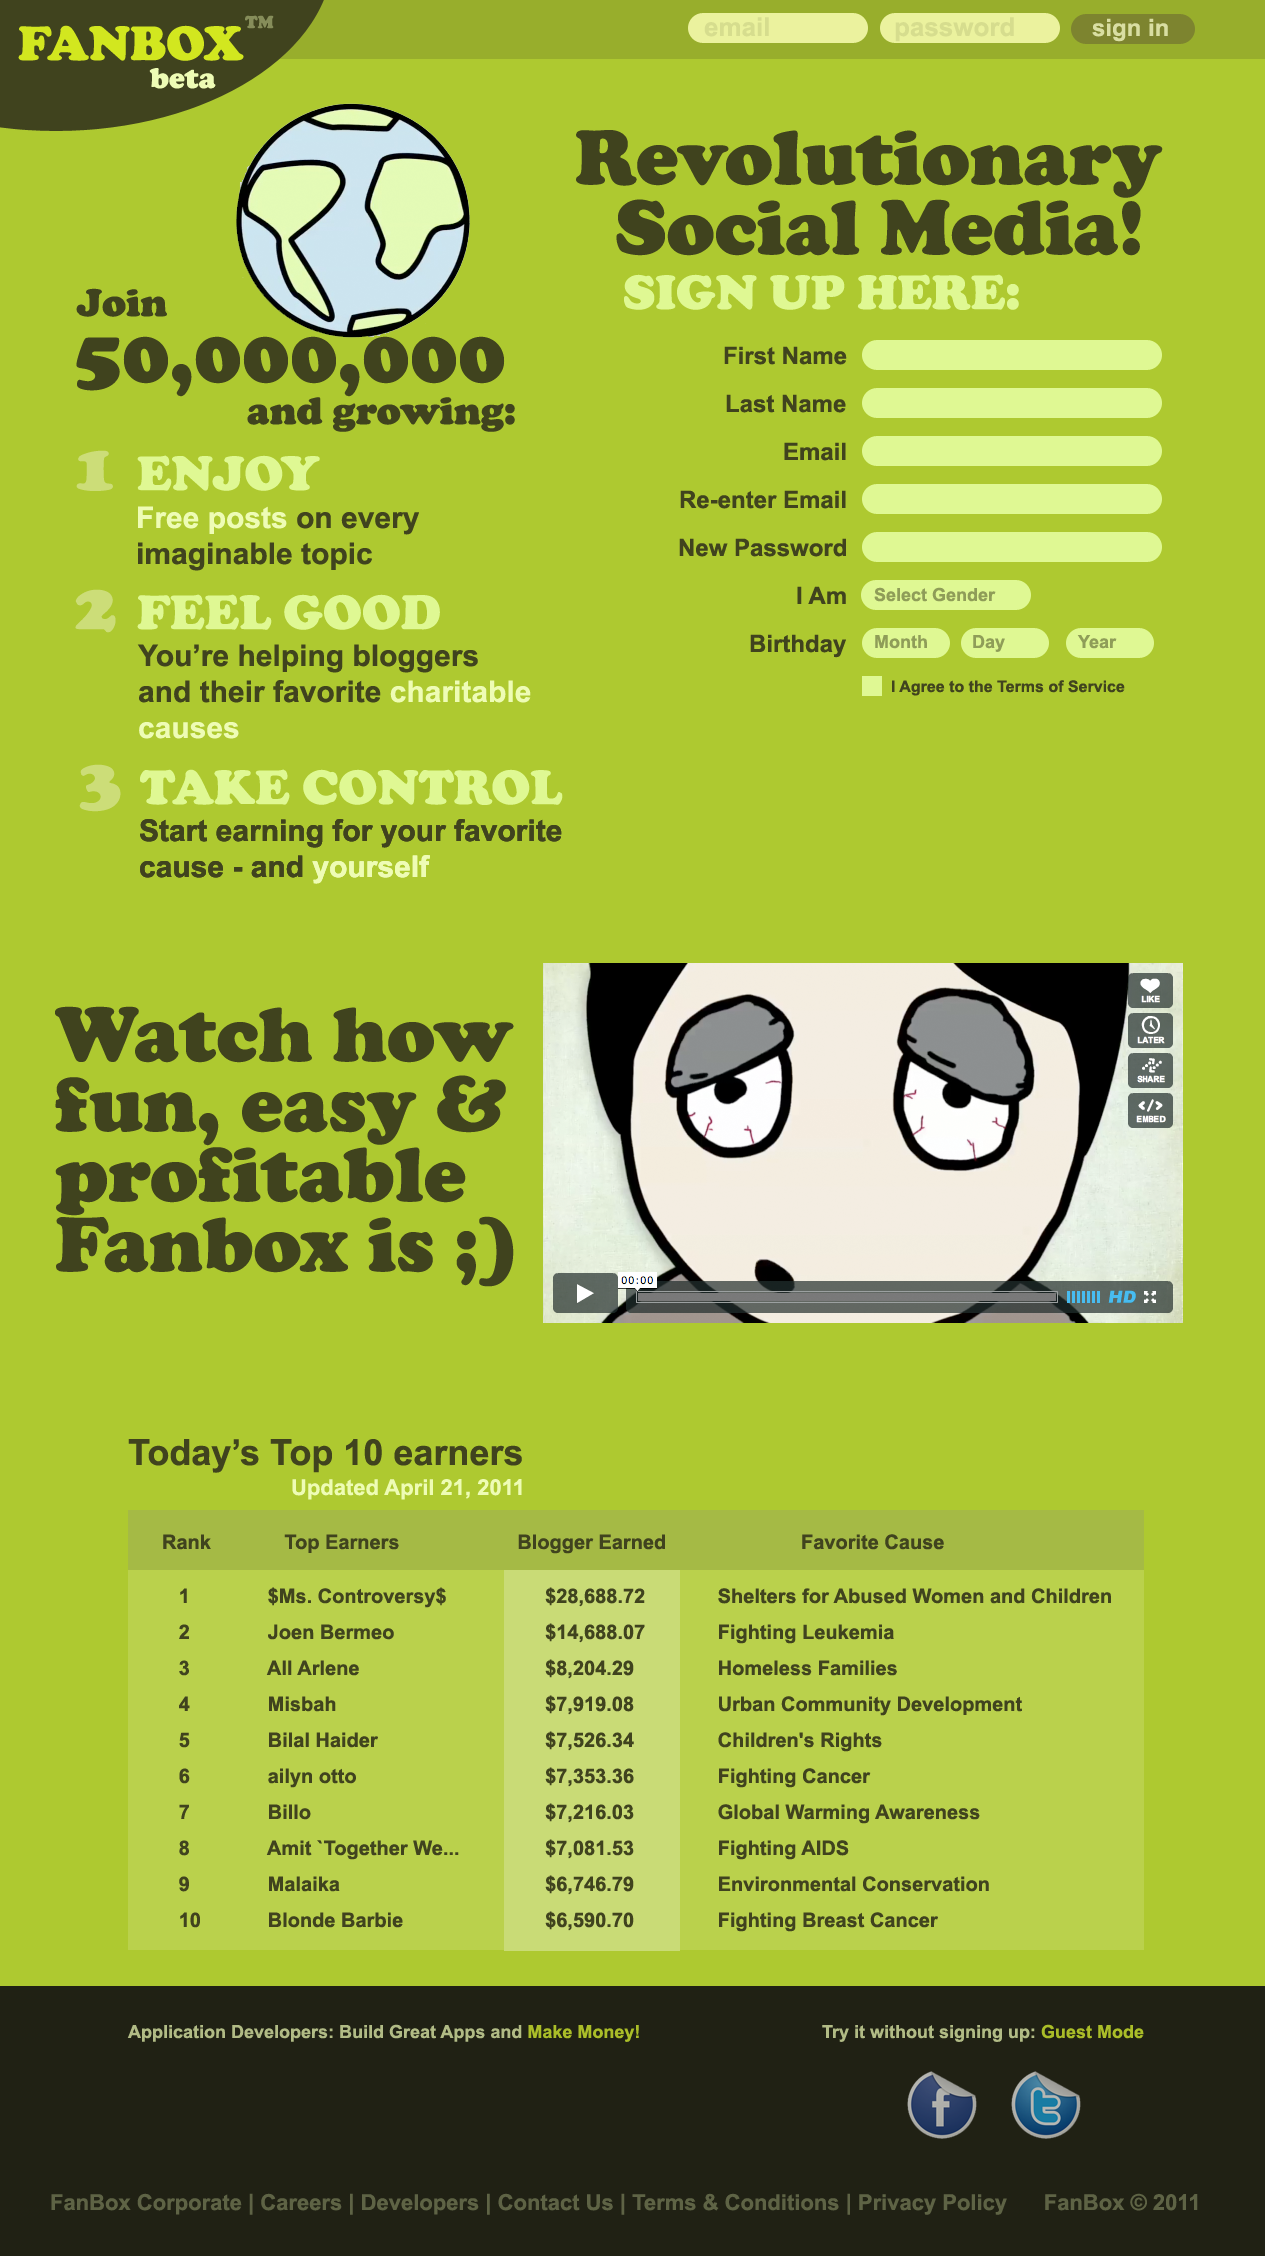 FANBOX™
beta
email password sign in
Revolutionary
Social Media!
SIGN UP HERE:
First Name
Last Name
Email
Re-enter Email
New Password
I Am Select Gender
Birthday Month Day Year
I Agree to the Terms of Service
Join
50,000,000
and growing:
1 ENJOY
Free posts on every
imaginable topic
2 FEEL GOOD
You’re helping bloggers
and their favorite charitable
causes
3 TAKE CONTROL
Start earning for your favorite
cause - and yourself
Watch how
fun, easy &
profitable
Fanbox is ;)
LIKE
LATER
SHARE
EMBED
00:00
HD
Today’s Top 10 earners
Updated April 21, 2011
Rank Top Earners Blogger Earned Favorite Cause
1 $Ms. Controversy$ $28,688.72 Shelters for Abused Women and Children
2 Joen Bermeo $14,688.07 Fighting Leukemia
3 All Arlene $8,204.29 Homeless Families
4 Misbah $7,919.08 Urban Community Development
5 Bilal Haider $7,526.34 Children's Rights
6 ailyn otto $7,353.36 Fighting Cancer
7 Billo $7,216.03 Global Warming Awareness
8 Amit `Together We... $7,081.53 Fighting AIDS
9 Malaika $6,746.79 Environmental Conservation
10 Blonde Barbie $6,590.70 Fighting Breast Cancer
Application Developers: Build Great Apps and Make Money! Try it without signing up: Guest Mode
FanBox Corporate | Careers | Developers | Contact Us | Terms & Conditions | Privacy Policy FanBox © 2011